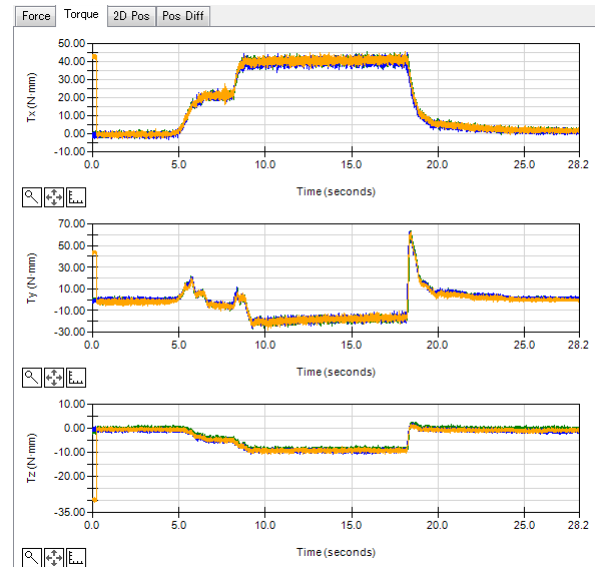 Force Torque 2D Pos Pos Diff
50.00
40.00
30.00
20.00
10.00
0.00
-10.00
Tx (N·mm)
0.0 5.0 10.0 15.0 20.0 25.0 28.2
Time (seconds)
70.00
50.00
30.00
10.00
-10.00
-30.00
Ty (N·mm)
0.0 5.0 10.0 15.0 20.0 25.0 28.2
Time (seconds)
10.00
0.00
-10.00
-20.00
-35.00
Tz (N·mm)
0.0 5.0 10.0 15.0 20.0 25.0 28.2
Time (seconds)